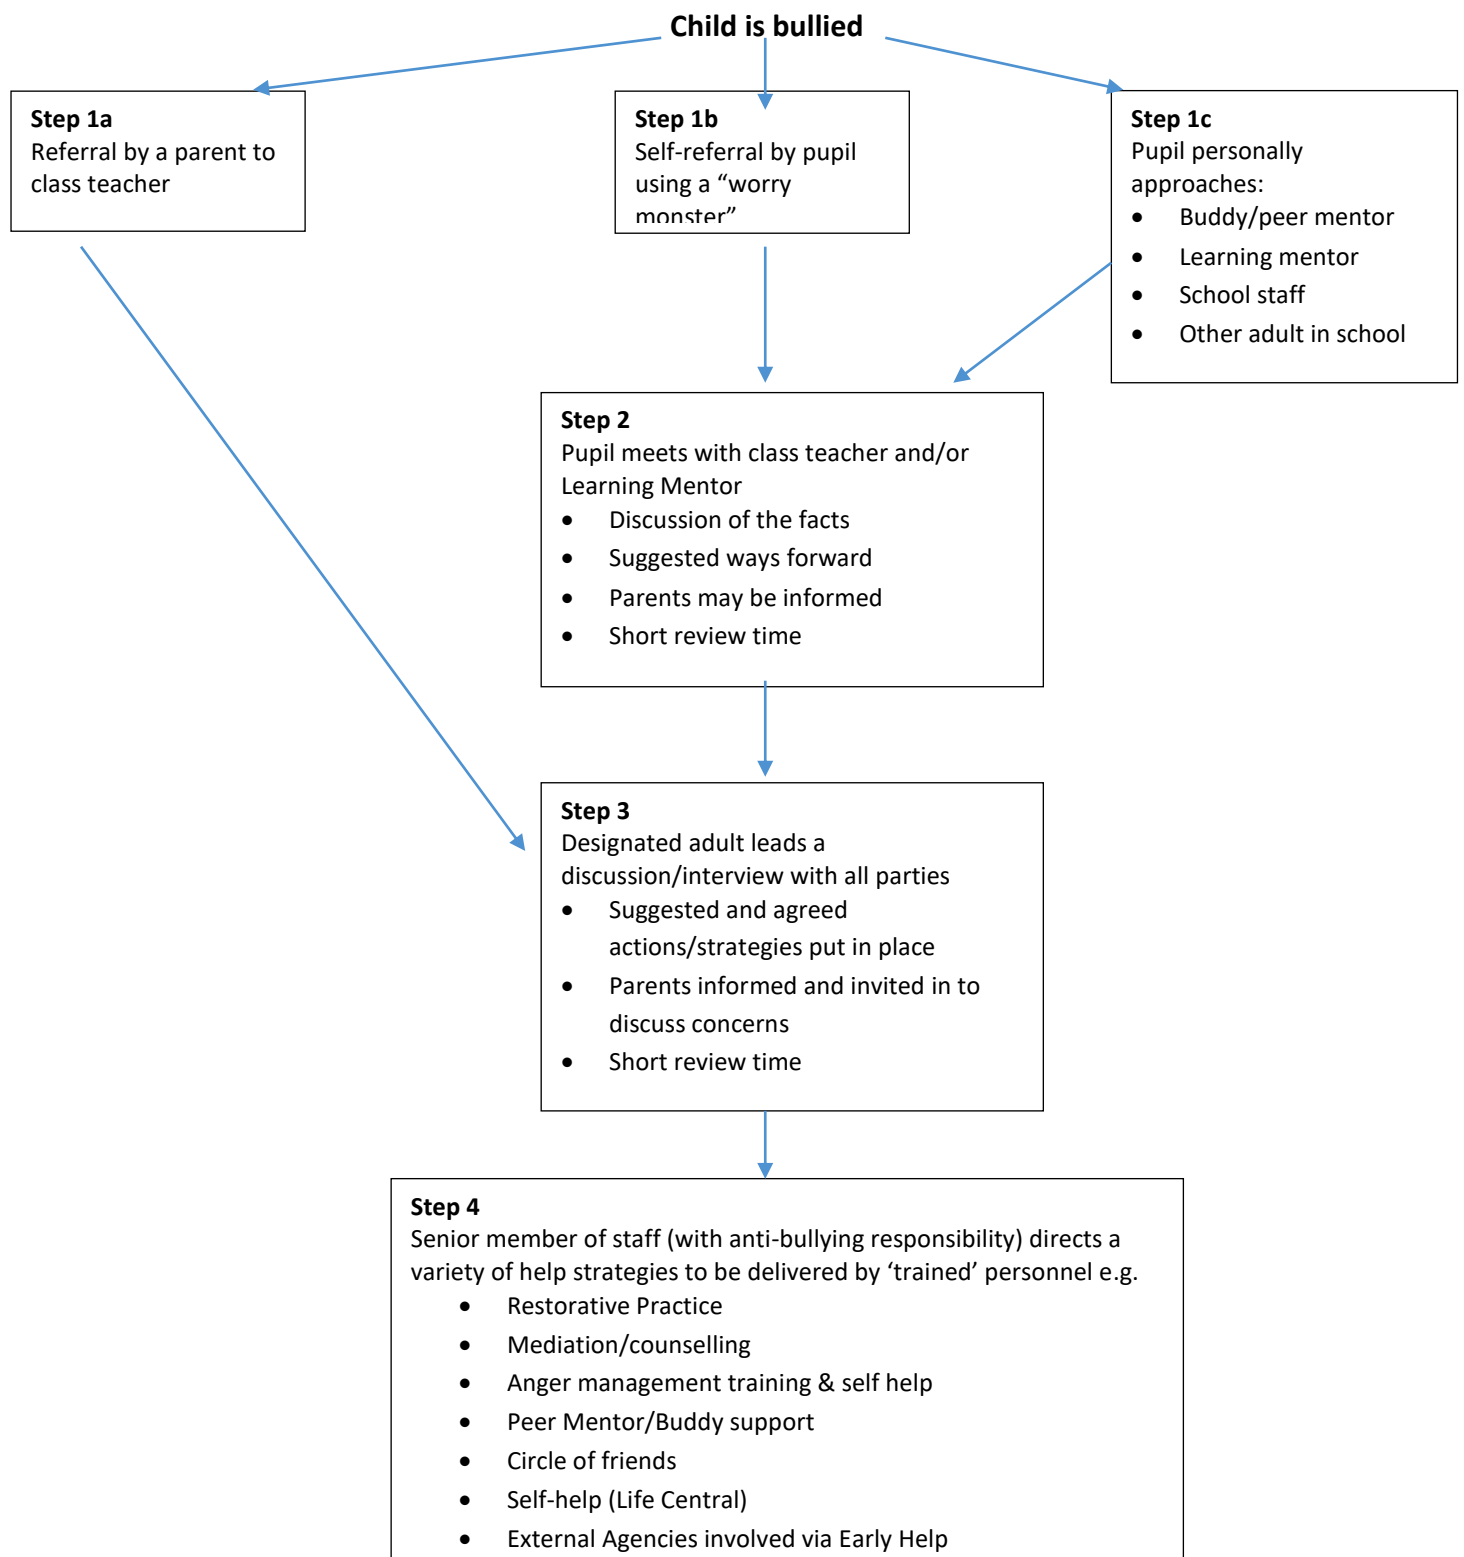 Child is bullied
Step 1a
Referral by a parent to
class teacher
Step 1b
Self-referral by pupil
using a “worry
monster”
Step 1c
Pupil personally
approaches:
• Buddy/peer mentor
• Learning mentor
• School staff
• Other adult in school
Step 2
Pupil meets with class teacher and/or
Learning Mentor
• Discussion of the facts
• Suggested ways forward
• Parents may be informed
• Short review time
Step 3
Designated adult leads a
discussion/interview with all parties
• Suggested and agreed
actions/strategies put in place
• Parents informed and invited in to
discuss concerns
• Short review time
Step 4
Senior member of staff (with anti-bullying responsibility) directs a
variety of help strategies to be delivered by ‘trained’ personnel e.g.
• Restorative Practice
• Mediation/counselling
• Anger management training & self help
• Peer Mentor/Buddy support
• Circle of friends
• Self-help (Life Central)
• External Agencies involved via Early Help